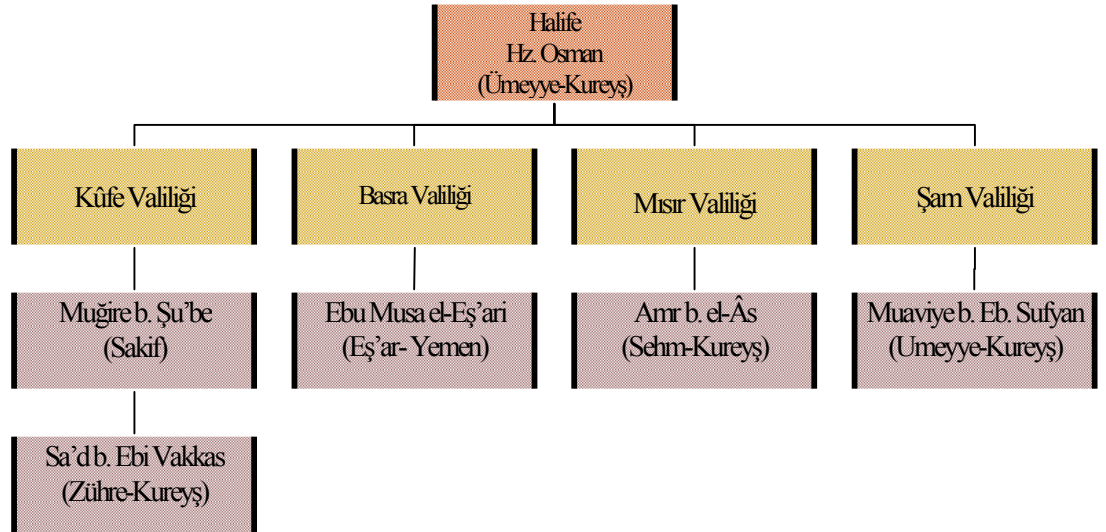 Halife
Hz. Osman
(Ümeyye-Kureyş)
Kûfe Valiliği
Basra Valiliği
Mısır Valiliği
Şam Valiliği
Muğire b. Şu’be
(Sakif)
Ebu Musa el-Eş’ari
(Eş’ar- Yemen)
Amr b. el-Âs
(Sehm-Kureyş)
Muaviye b. Eb. Sufyan
(Umeyye-Kureyş)
Sa’d b. Ebi Vakkas
(Zühre-Kureyş)